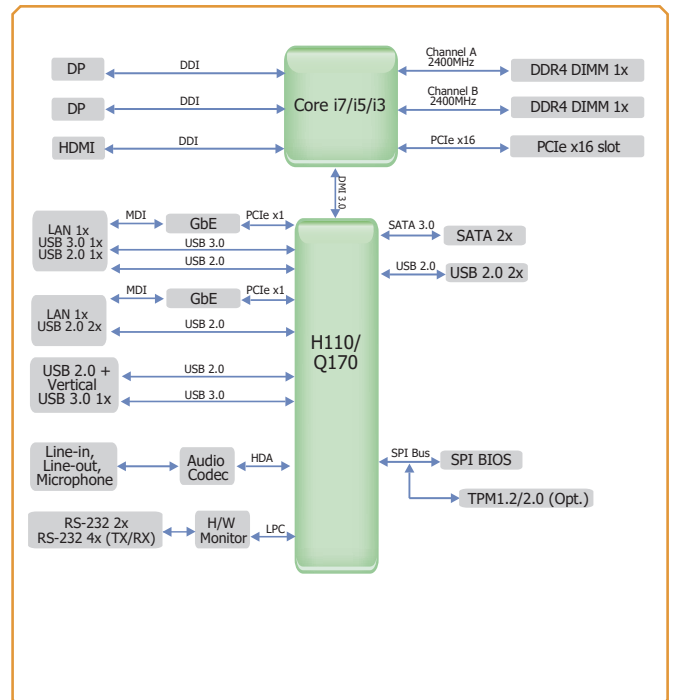 DP
DDI
Core i7/i5/i3
Channel A
2400MHz
DDR4 DIMM 1x
DP
DDI
Channel B
2400MHz
DDR4 DIMM 1x
HDMI
DDI
PCIe x16
PCIe x16 slot
DMI 3.0
LAN 1x
USB 3.0 1x
USB 2.0 1x
MDI
GbE
PCIe x1
USB 3.0
USB 2.0
SATA 3.0
SATA 2x
USB 2.0
USB 2.0 2x
LAN 1x
USB 2.0 2x
MDI
GbE
PCIe x1
USB 2.0
H110/
Q170
USB 2.0 +
Vertical
USB 3.0 1x
USB 2.0
USB 3.0
Line-in,
Line-out,
Microphone
Audio
Codec
HDA
SPI Bus
SPI BIOS
TPM1.2/2.0 (Opt.)
RS-232 2x
RS-232 4x (TX/RX)
H/W
Monitor
LPC